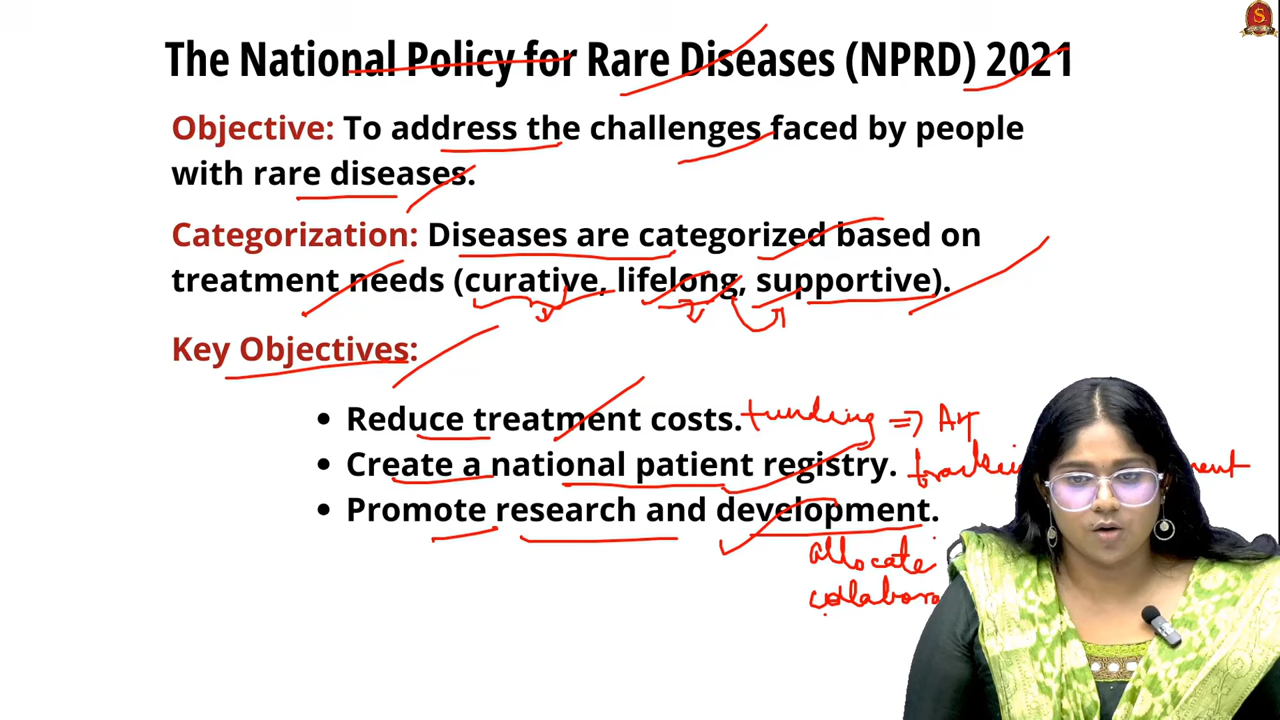 The National Policy for Rare Diseases (NPRD) 2021
Objective: To address the challenges faced by people
with rare diseases.
Categorization: Diseases are categorized based on
treatment needs (curative, lifelong, supportive).
Key Objectives:
• Reduce treatment costs. funding ⇒
• Create a national patient registry.
• Promote research and development.
allocate